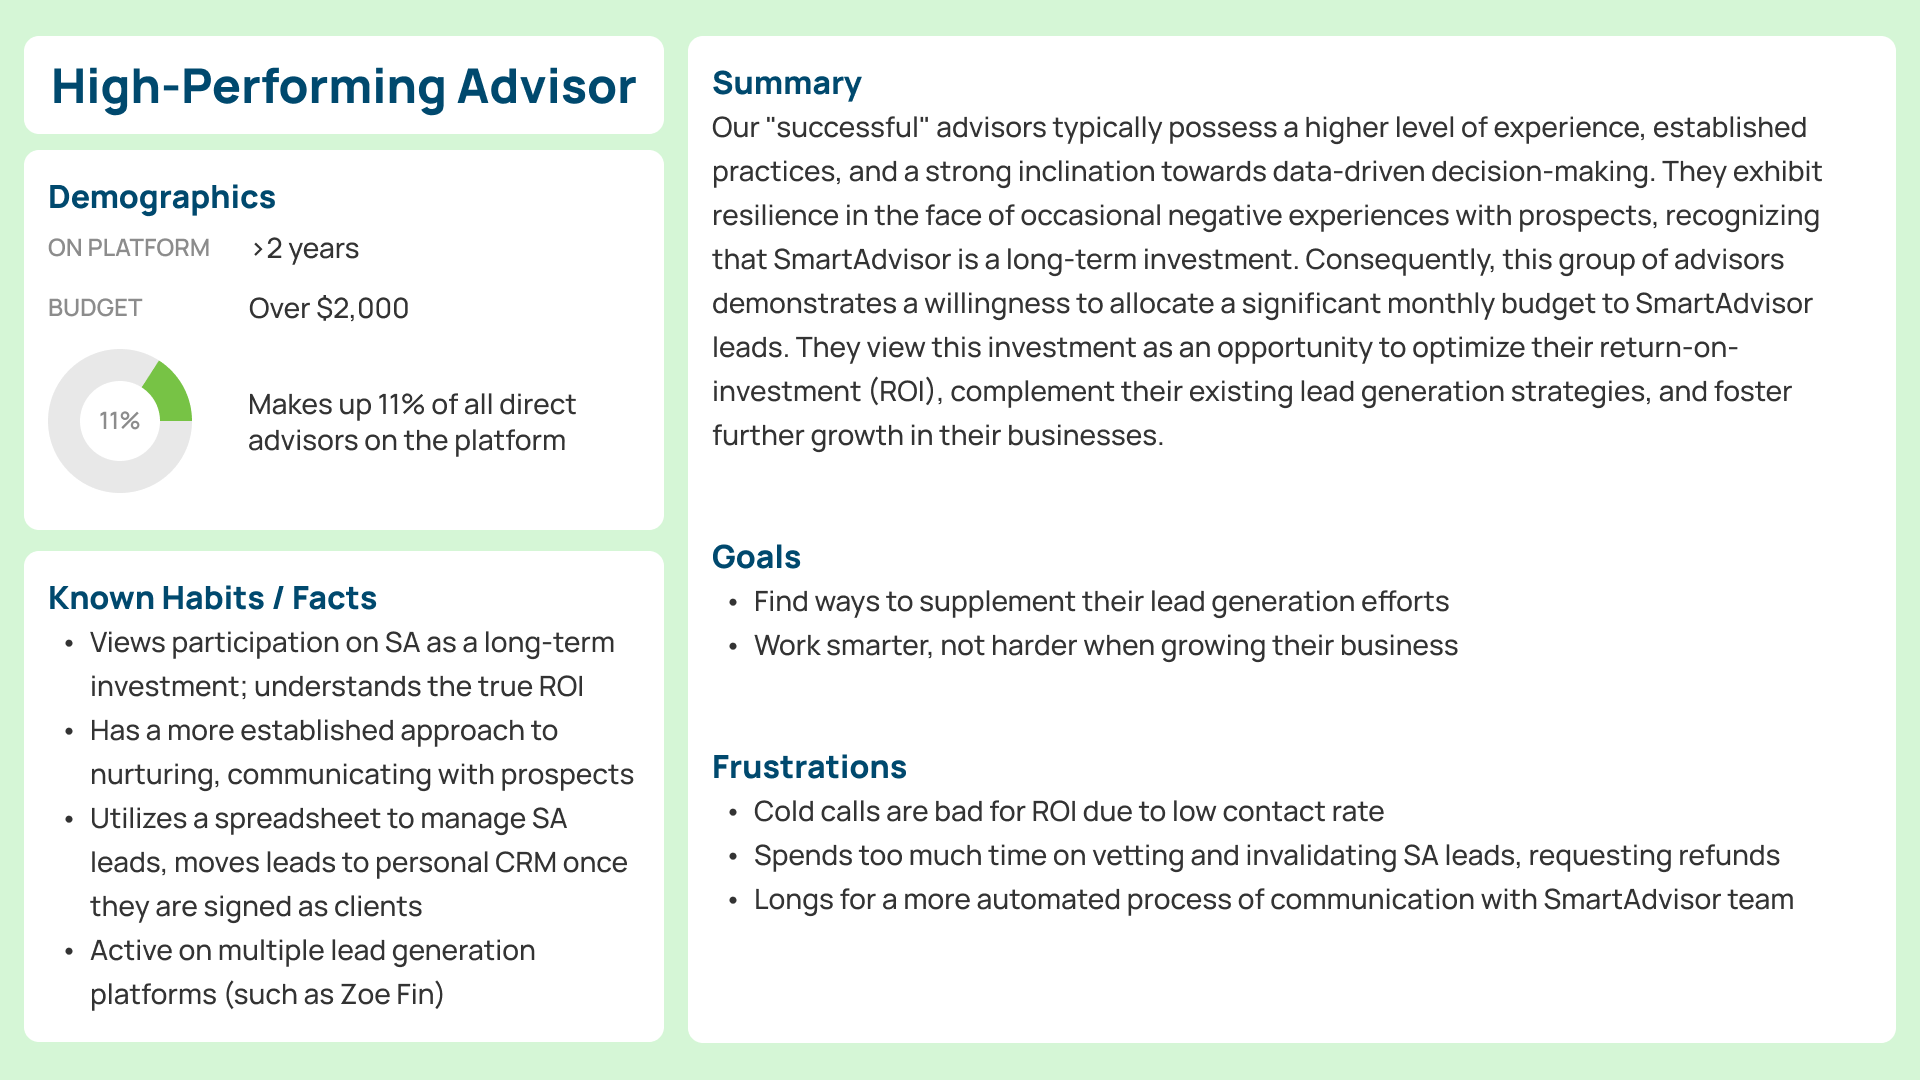 High-Performing Advisor
Demographics
ON PLATFORM >2 years
BUDGET Over $2,000
11%
Makes up 11% of all direct
advisors on the platform
Known Habits / Facts
• Views participation on SA as a long-term
investment; understands the true ROI
• Has a more established approach to
nurturing, communicating with prospects
• Utilizes a spreadsheet to manage SA
leads, moves leads to personal CRM once
they are signed as clients
• Active on multiple lead generation
platforms (such as Zoe Fin)
Summary
Our "successful" advisors typically possess a higher level of experience, established
practices, and a strong inclination towards data-driven decision-making. They exhibit
resilience in the face of occasional negative experiences with prospects, recognizing
that SmartAdvisor is a long-term investment. Consequently, this group of advisors
demonstrates a willingness to allocate a significant monthly budget to SmartAdvisor
leads. They view this investment as an opportunity to optimize their return-on-
investment (ROI), complement their existing lead generation strategies, and foster
further growth in their businesses.
Goals
• Find ways to supplement their lead generation efforts
• Work smarter, not harder when growing their business
Frustrations
• Cold calls are bad for ROI due to low contact rate
• Spends too much time on vetting and invalidating SA leads, requesting refunds
• Longs for a more automated process of communication with SmartAdvisor team